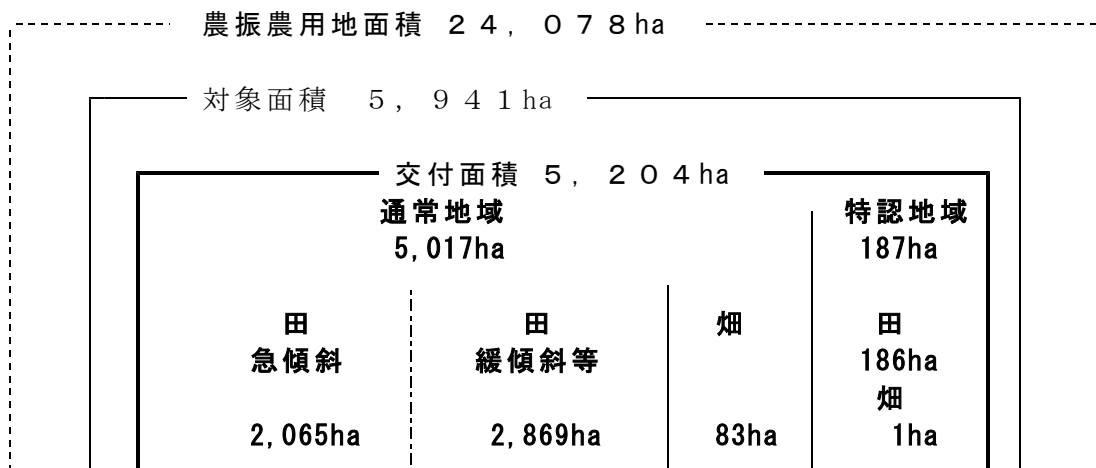 農振農用地面積 ２４，０７８ha
対象面積 ５，９４１ha
交付面積 ５，２０４ha
通常地域 特認地域
5,017ha 187ha
田 田 畑 田
急傾斜 緩傾斜等 186ha
畑
2,065ha 2,869ha 83ha 1ha